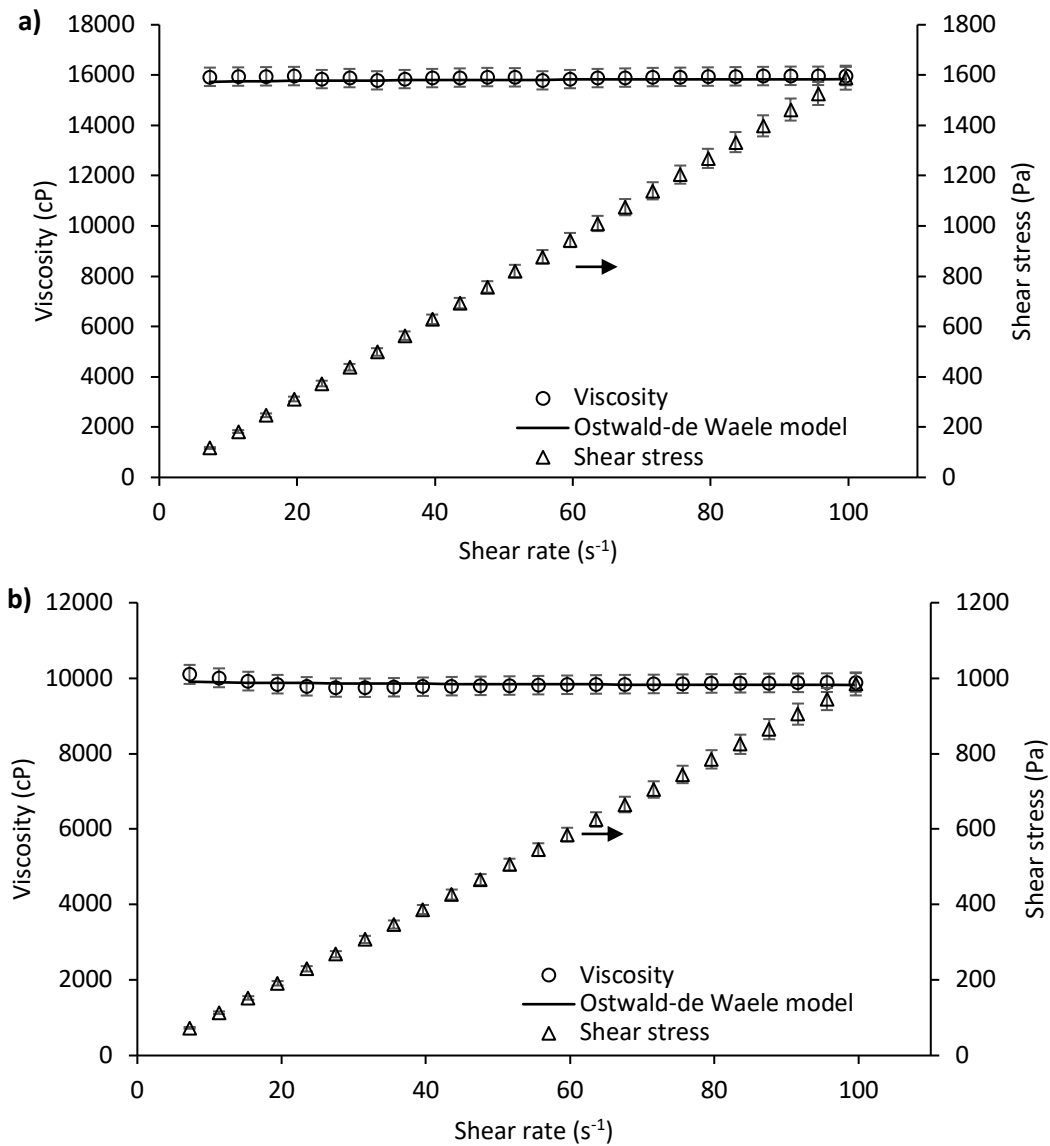 a)
18000
16000
14000
12000
10000
8000
6000
4000
2000
0
Viscosity (cP)
1800
1600
1400
1200
1000
800
600
400
200
0
Shear stress (Pa)
Viscosity
Ostwald-de Waele model
Shear stress
0 20 40 60 80 100
Shear rate (s⁻¹)
b)
12000
10000
8000
6000
4000
2000
0
Viscosity (cP)
1200
1000
800
600
400
200
0
Shear stress (Pa)
Viscosity
Ostwald-de Waele model
Shear stress
0 20 40 60 80 100
Shear rate (s⁻¹)